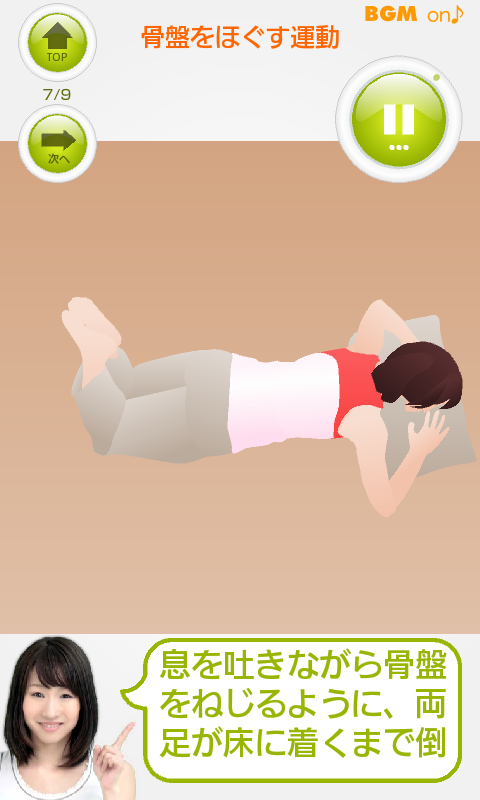 TOP
骨盤をほぐす運動
BGM on♪
7/9
次へ
息を吐きながら骨盤
をねじるように、両
足が床に着くまで倒